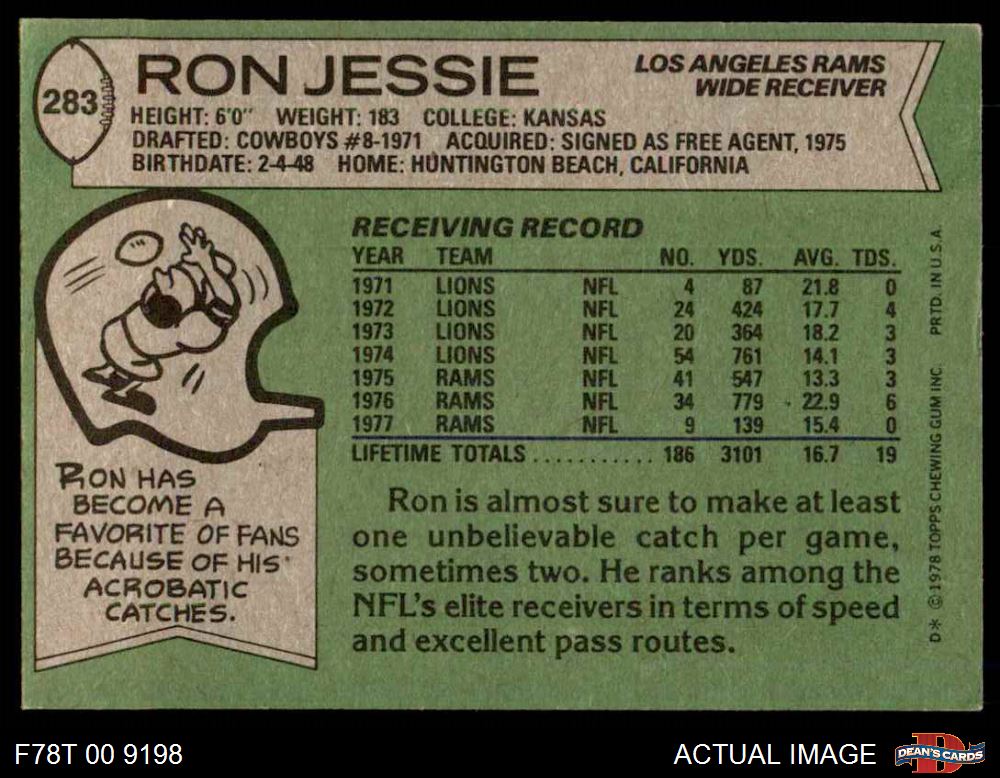 283
RON JESSIE
LOS ANGELES RAMS
WIDE RECEIVER
HEIGHT: 6'0" WEIGHT: 183 COLLEGE: KANSAS
DRAFTED: COWBOYS #8-1971 ACQUIRED: SIGNED AS FREE AGENT, 1975
BIRTHDATE: 2-4-48 HOME: HUNTINGTON BEACH, CALIFORNIA
RON HAS
BECOME A
FAVORITE OF FANS
BECAUSE OF HIS
ACROBATIC
CATCHES.
RECEIVING RECORD
YEAR TEAM NO. YDS. AVG. TDS.
1971 LIONS NFL 4 87 21.8 0
1972 LIONS NFL 24 424 17.7 4
1973 LIONS NFL 20 364 18.2 3
1974 LIONS NFL 54 761 14.1 3
1975 RAMS NFL 41 547 13.3 3
1976 RAMS NFL 34 779 22.9 6
1977 RAMS NFL 9 139 15.4 0
LIFETIME TOTALS ........... 186 3101 16.7 19
Ron is almost sure to make at least
one unbelievable catch per game,
sometimes two. He ranks among the
NFL's elite receivers in terms of speed
and excellent pass routes.
D* © 1978 TOPPS CHEWING GUM INC. PRTD. IN U.S.A.
F78T 00 9198
ACTUAL IMAGE
D
DEAN'S CARDS